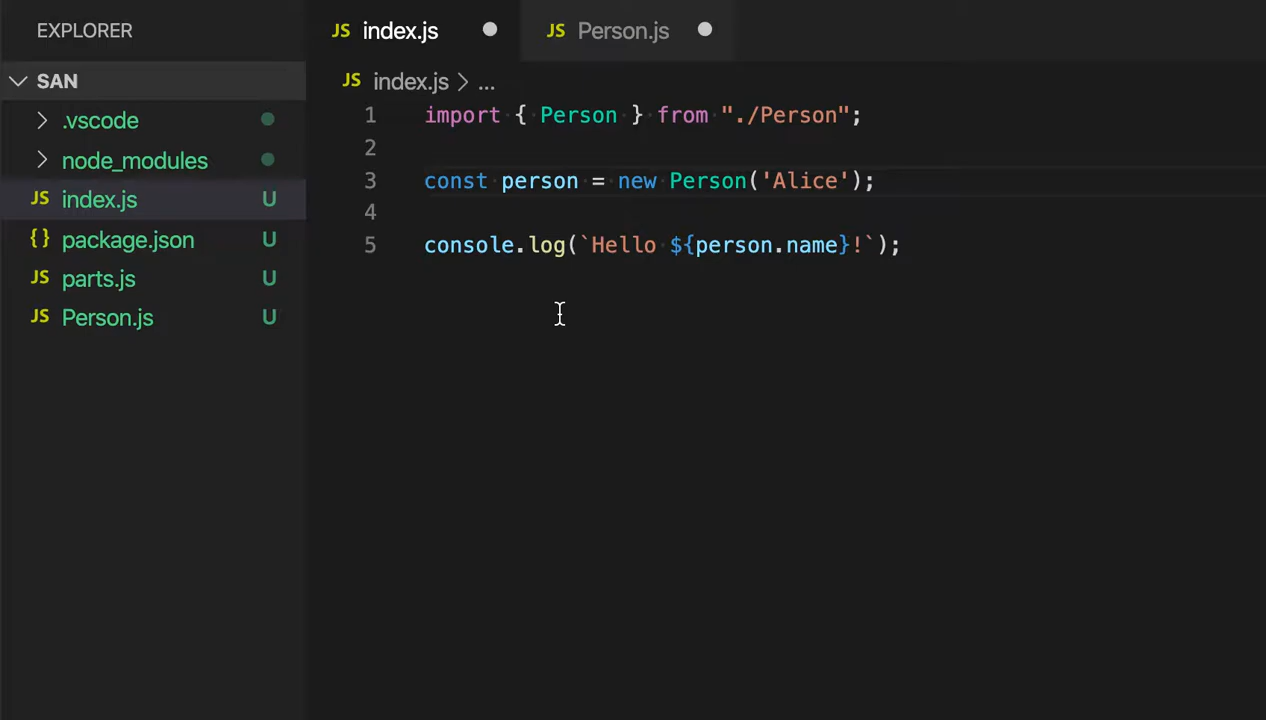 EXPLORER
SAN
.vscode
node_modules
JS index.js U
{} package.json U
JS parts.js U
JS Person.js U
JS index.js
JS Person.js
JS index.js > ...
1 import { Person } from "./Person";
2
3 const person = new Person('Alice');
4
5 console.log(`Hello ${person.name}!`);